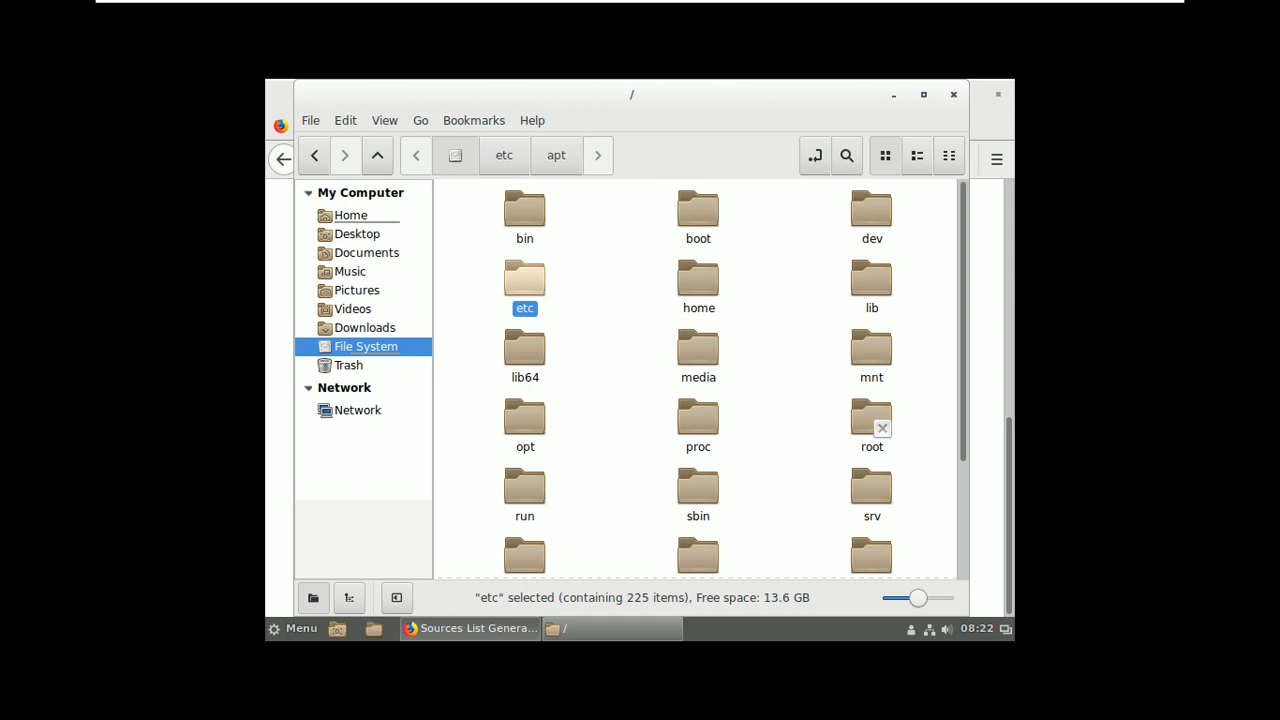 /
File Edit View Go Bookmarks Help
etc apt
My Computer
Home
Desktop
Documents
Music
Pictures
Videos
Downloads
File System
Trash
Network
Network
bin boot dev
etc home lib
lib64 media mnt
opt proc root
run sbin srv
"etc" selected (containing 225 items), Free space: 13.6 GB
Menu Sources List Genera... / 08:22